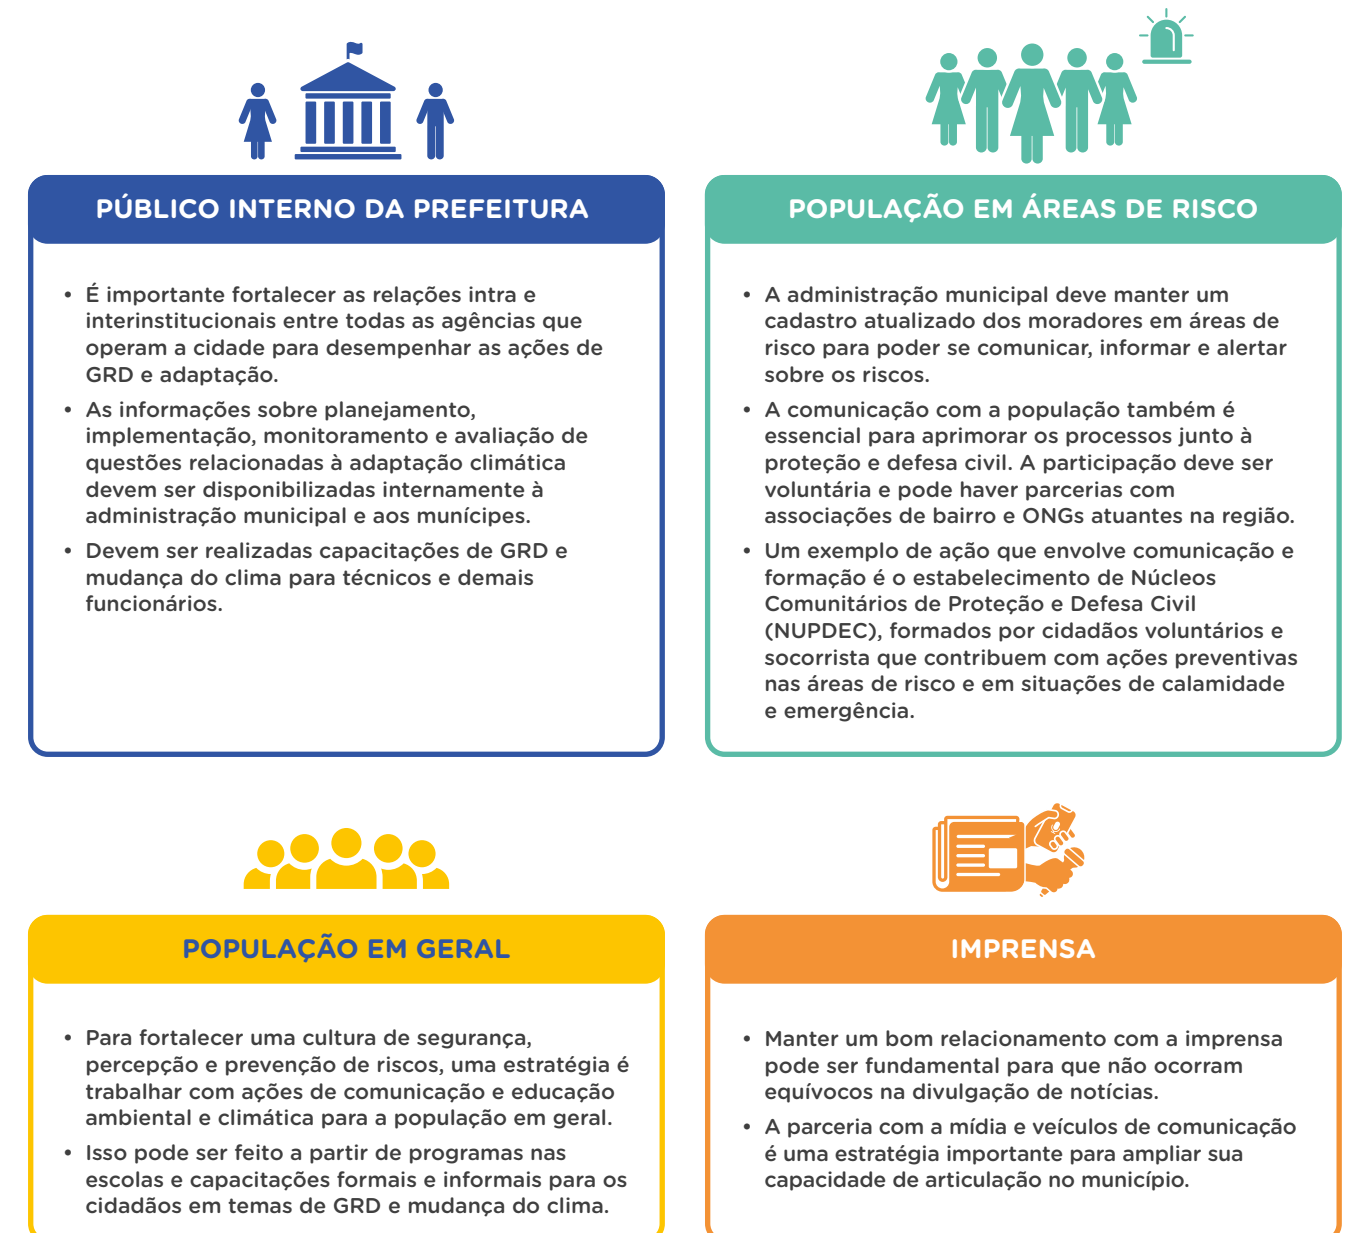 PÚBLICO INTERNO DA PREFEITURA
• É importante fortalecer as relações intra e
interinstitucionais entre todas as agências que
operam a cidade para desempenhar as ações de
GRD e adaptação.
• As informações sobre planejamento,
implementação, monitoramento e avaliação de
questões relacionadas à adaptação climática
devem ser disponibilizadas internamente à
administração municipal e aos munícipes.
• Devem ser realizadas capacitações de GRD e
mudança do clima para técnicos e demais
funcionários.
POPULAÇÃO EM ÁREAS DE RISCO
• A administração municipal deve manter um
cadastro atualizado dos moradores em áreas de
risco para poder se comunicar, informar e alertar
sobre os riscos.
• A comunicação com a população também é
essencial para aprimorar os processos junto à
proteção e defesa civil. A participação deve ser
voluntária e pode haver parcerias com
associações de bairro e ONGs atuantes na região.
• Um exemplo de ação que envolve comunicação e
formação é o estabelecimento de Núcleos
Comunitários de Proteção e Defesa Civil
(NUPDEC), formados por cidadãos voluntários e
socorrista que contribuem com ações preventivas
nas áreas de risco e em situações de calamidade
e emergência.
POPULAÇÃO EM GERAL
• Para fortalecer uma cultura de segurança,
percepção e prevenção de riscos, uma estratégia é
trabalhar com ações de comunicação e educação
ambiental e climática para a população em geral.
• Isso pode ser feito a partir de programas nas
escolas e capacitações formais e informais para os
cidadãos em temas de GRD e mudança do clima.
IMPRENSA
• Manter um bom relacionamento com a imprensa
pode ser fundamental para que não ocorram
equívocos na divulgação de notícias.
• A parceria com a mídia e veículos de comunicação
é uma estratégia importante para ampliar sua
capacidade de articulação no município.